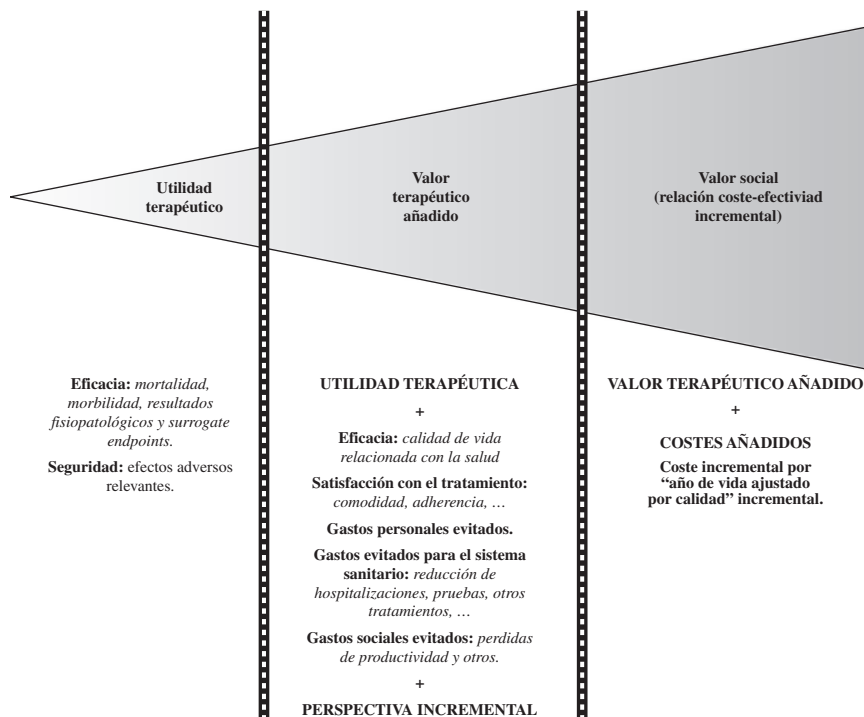 Utilidad
terapéutico
Valor
terapéutico
añadido
Valor social
(relación coste-efectiviad
incremental)
Eficacia: mortalidad,
morbilidad, resultados
fisiopatológicos y surrogate
endpoints.
Seguridad: efectos adversos
relevantes.
UTILIDAD TERAPÉUTICA
+
Eficacia: calidad de vida
relacionada con la salud
Satisfacción con el tratamiento:
comodidad, adherencia, …
Gastos personales evitados.
Gastos evitados para el sistema
sanitario: reducción de
hospitalizaciones, pruebas, otros
tratamientos, …
Gastos sociales evitados: perdidas
de productividad y otros.
+
PERSPECTIVA INCREMENTAL
VALOR TERAPÉUTICO AÑADIDO
+
COSTES AÑADIDOS
Coste incremental por
“año de vida ajustado
por calidad” incremental.